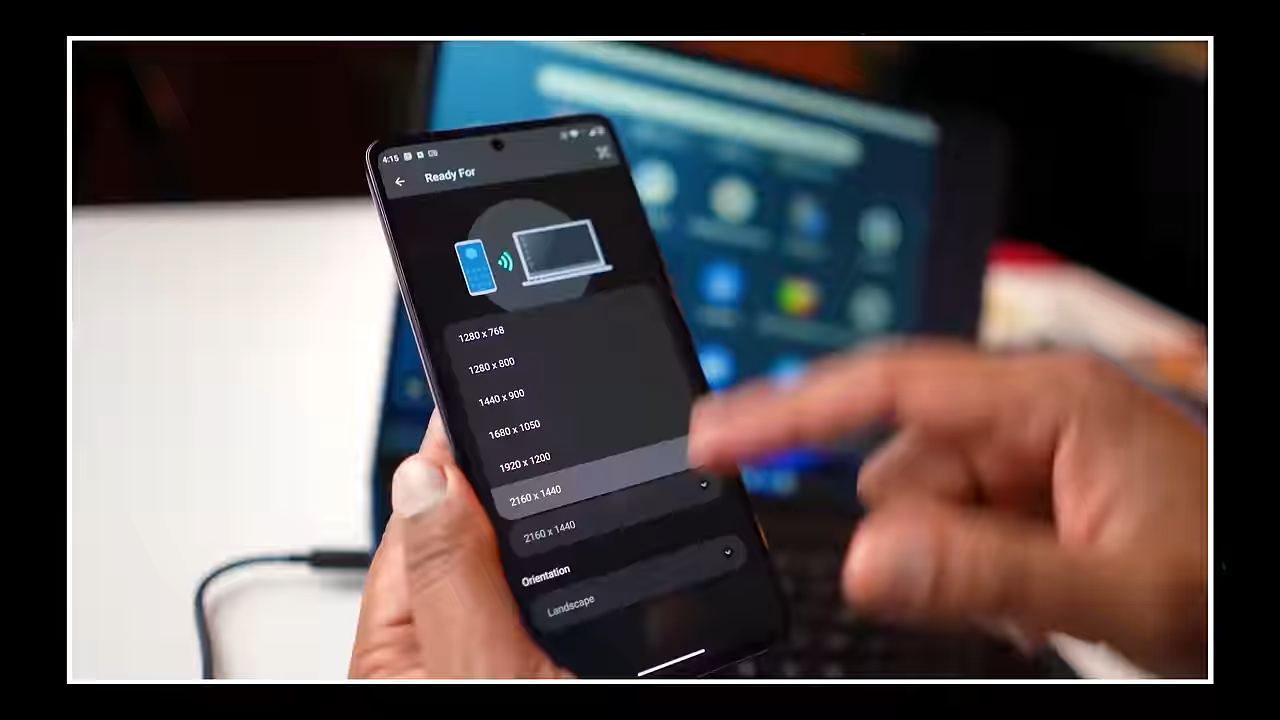 4:15
Ready For
1280 x 768
1280 x 800
1440 x 900
1680 x 1050
1920 x 1200
2160 x 1440
2160 x 1440
Orientation
Landscape